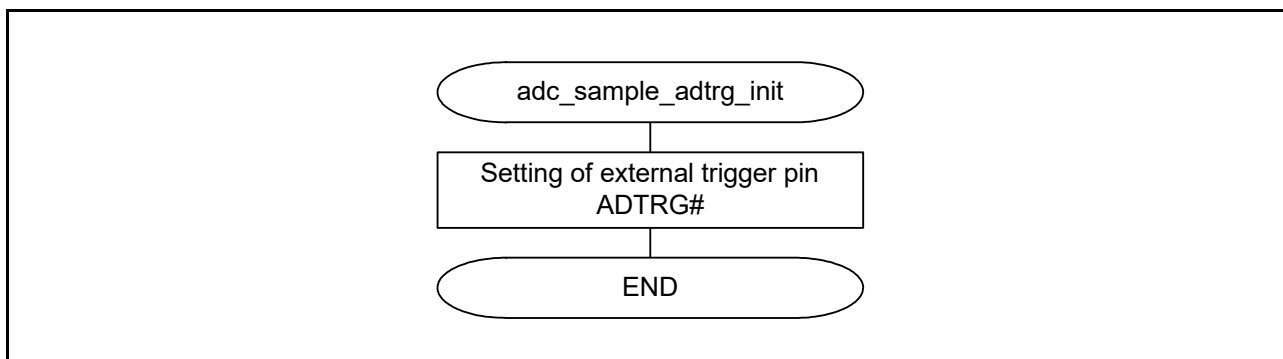 adc_sample_adtrg_init
Setting of external trigger pin
ADTRG#
END